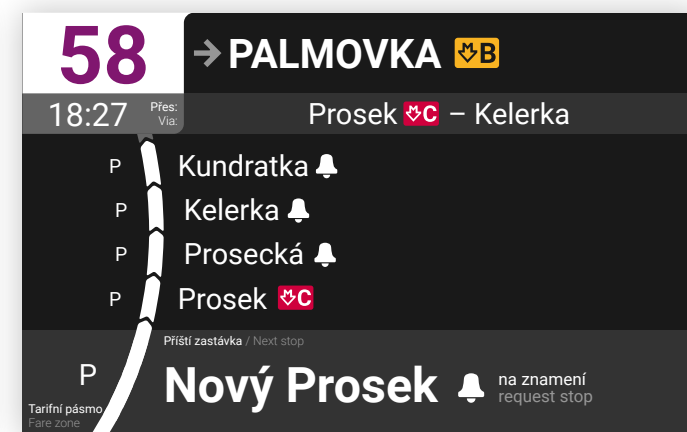 58
PALMOVKA B
18:27
Přes:
Via:
Prosek C – Kelerka
P Kundratka
P Kelerka
P Prosecká
P Prosek C
Příští zastávka / Next stop
P
Nový Prosek
na znamení
request stop
Tarifní pásmo
Fare zone